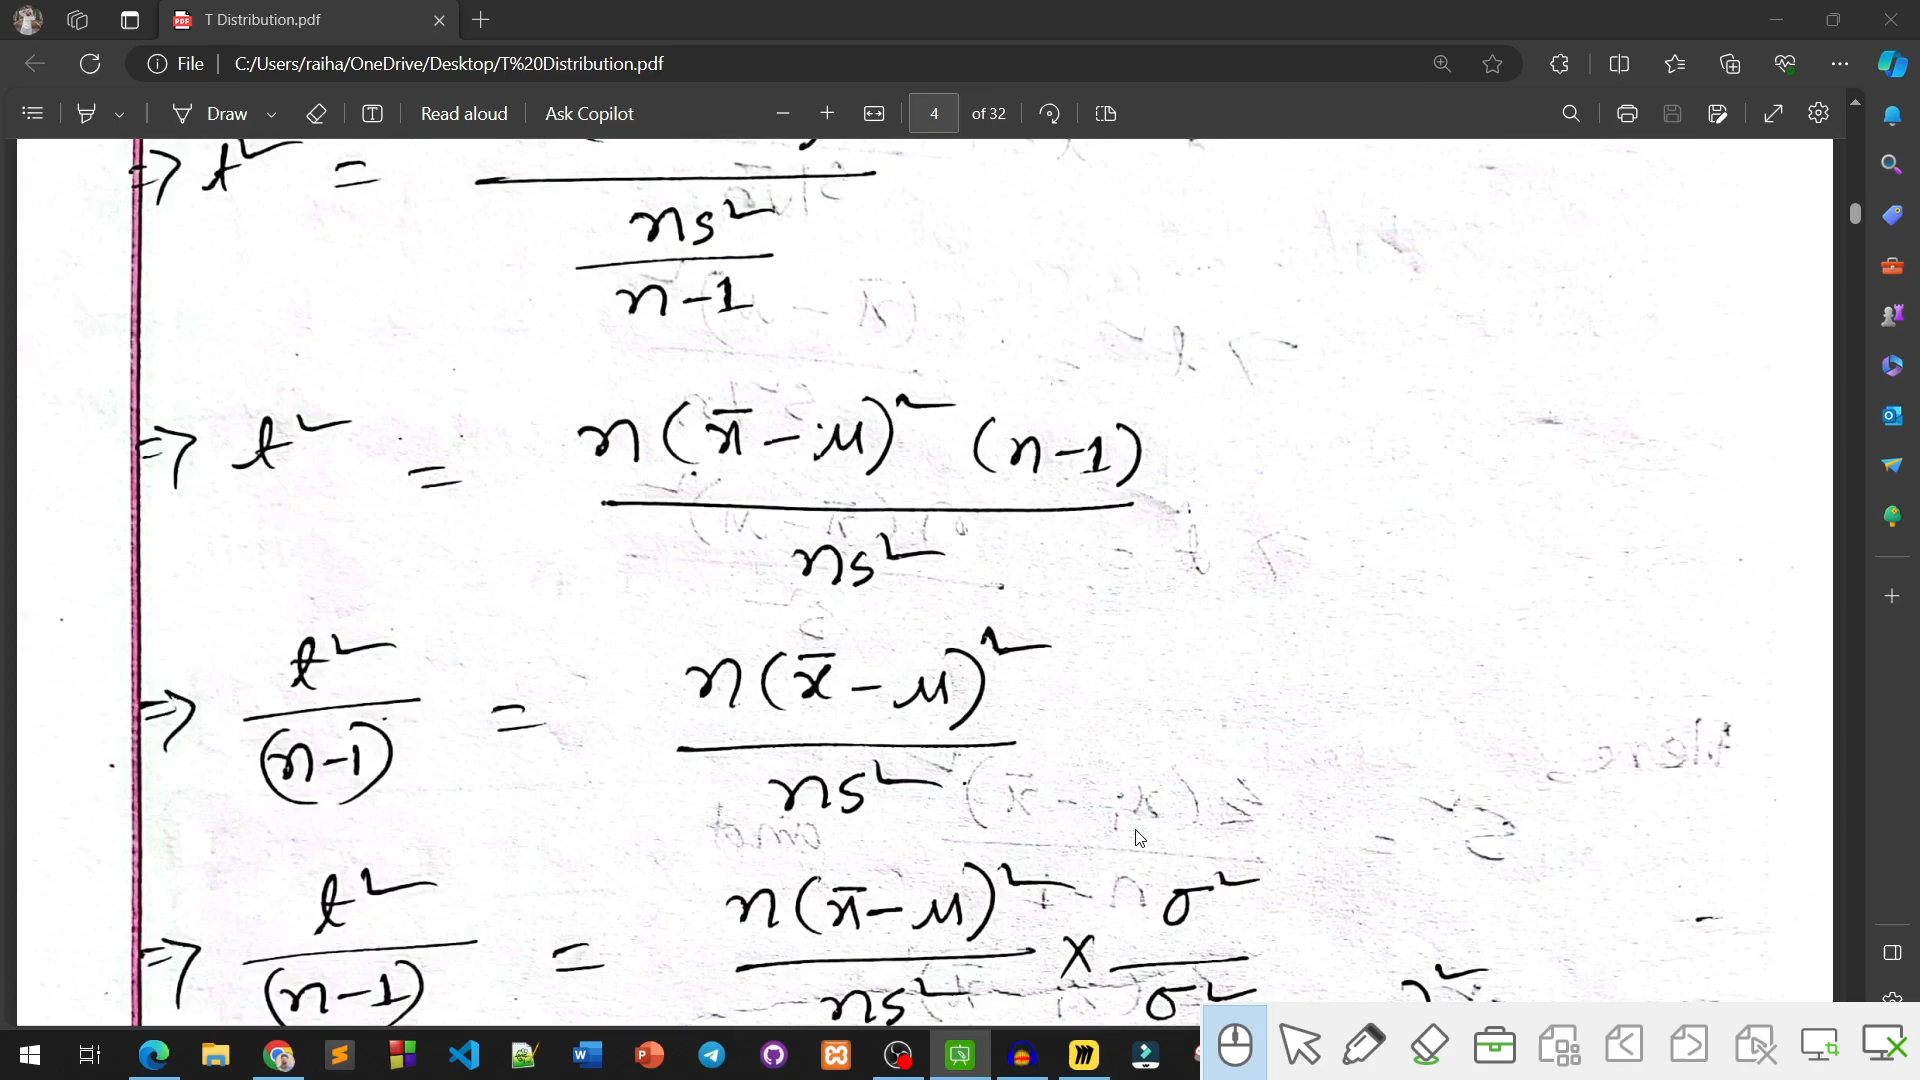 T Distribution.pdf
File
C:/Users/raiha/OneDrive/Desktop/T%20Distribution.pdf
Draw
Read aloud
Ask Copilot
4
of 32
=> t² =
ns²
n-1
=> t² = n(x̄-μ)² (n-1)
ns²
=> t² = n(x̄-μ)²
(n-1) ns²
=> t² = n(x̄-μ)² × σ²
(n-1) ns² σ²